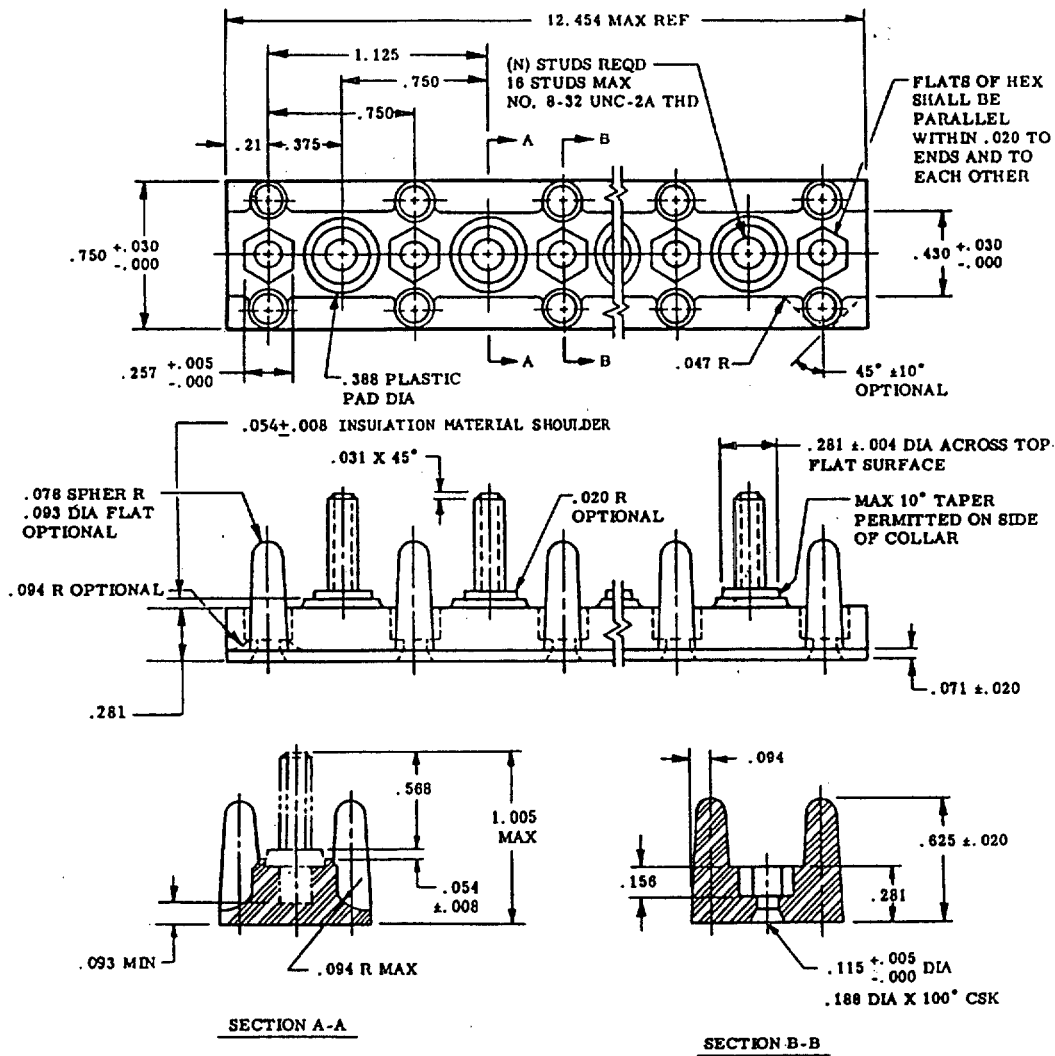 12.454 MAX REF
1.125
.750
.750
.21
.375
(N) STUDS REQD
16 STUDS MAX
NO. 8-32 UNC-2A THD
FLATS OF HEX
SHALL BE
PARALLEL
WITHIN .020 TO
ENDS AND TO
EACH OTHER
A
B
.750 +.030
-.000
.430 +.030
-.000
A
B
.257 +.005
-.000
.388 PLASTIC
PAD DIA
.047 R
45° ±10°
OPTIONAL
.054±.008 INSULATION MATERIAL SHOULDER
.031 X 45°
.281 ±.004 DIA ACROSS TOP
FLAT SURFACE
.078 SPHER R
.093 DIA FLAT
OPTIONAL
.020 R
OPTIONAL
MAX 10° TAPER
PERMITTED ON SIDE
OF COLLAR
.094 R OPTIONAL
.281
.071 ±.020
.568
1.005
MAX
.054
±.008
.093 MIN
.094 R MAX
SECTION A-A
.094
.625 ±.020
.156
.281
.115 +.005
-.000 DIA
.188 DIA X 100° CSK
SECTION B-B